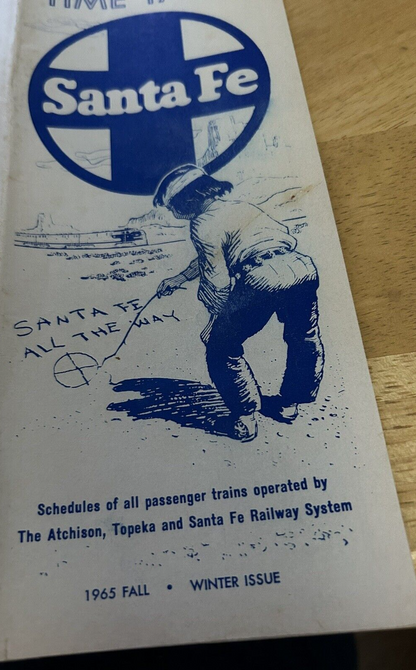 TIME
Santa Fe
SANTA FE
ALL THE WAY
Schedules of all passenger trains operated by
The Atchison, Topeka and Santa Fe Railway System
1965 FALL • WINTER ISSUE